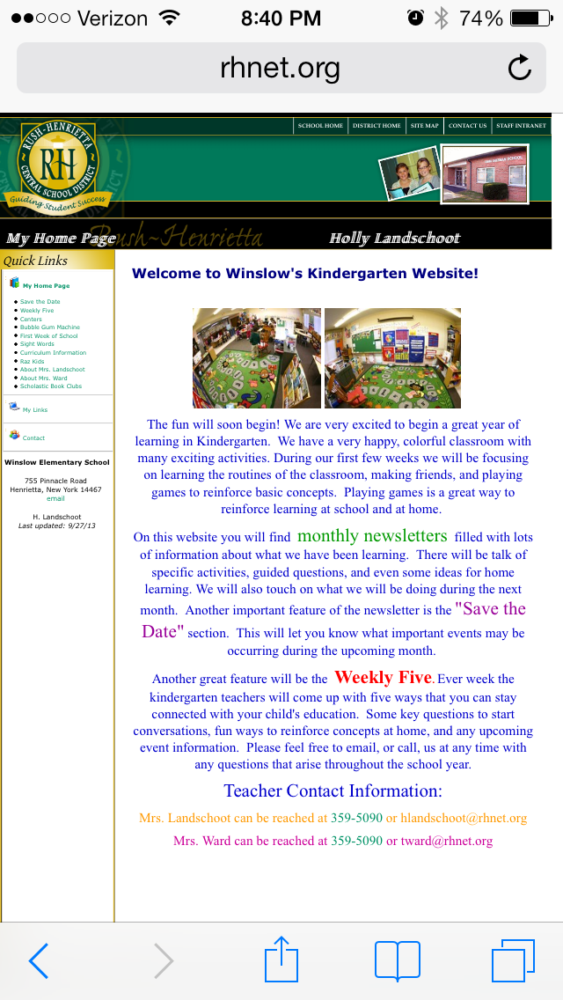 Verizon 8:40 PM 74%
rhnet.org
SCHOOL HOME DISTRICT HOME SITE MAP CONTACT US STAFF INTRANET
RUSH-HENRIETTA
RH
CENTRAL SCHOOL DISTRICT
Guiding Student Success
Rush~Henrietta
My Home Page Holly Landschoot
Quick Links
My Home Page
Save the Date
Weekly Five
Centers
Bubble Gum Machine
First Week of School
Sight Words
Curriculum Information
Raz Kids
About Mrs. Landschoot
About Mrs. Ward
Scholastic Book Clubs
My Links
Contact
Winslow Elementary School
755 Pinnacle Road
Henrietta, New York 14467
email
H. Landschoot
Last updated: 9/27/13
Welcome to Winslow's Kindergarten Website!
The fun will soon begin! We are very excited to begin a great year of
learning in Kindergarten. We have a very happy, colorful classroom with
many exciting activities. During our first few weeks we will be focusing
on learning the routines of the classroom, making friends, and playing
games to reinforce basic concepts. Playing games is a great way to
reinforce learning at school and at home.
On this website you will find monthly newsletters filled with lots
of information about what we have been learning. There will be talk of
specific activities, guided questions, and even some ideas for home
learning. We will also touch on what we will be doing during the next
month. Another important feature of the newsletter is the "Save the
Date" section. This will let you know what important events may be
occurring during the upcoming month.
Another great feature will be the Weekly Five. Ever week the
kindergarten teachers will come up with five ways that you can stay
connected with your child's education. Some key questions to start
conversations, fun ways to reinforce concepts at home, and any upcoming
event information. Please feel free to email, or call, us at any time with
any questions that arise throughout the school year.
Teacher Contact Information:
Mrs. Landschoot can be reached at 359-5090 or hlandschoot@rhnet.org
Mrs. Ward can be reached at 359-5090 or tward@rhnet.org